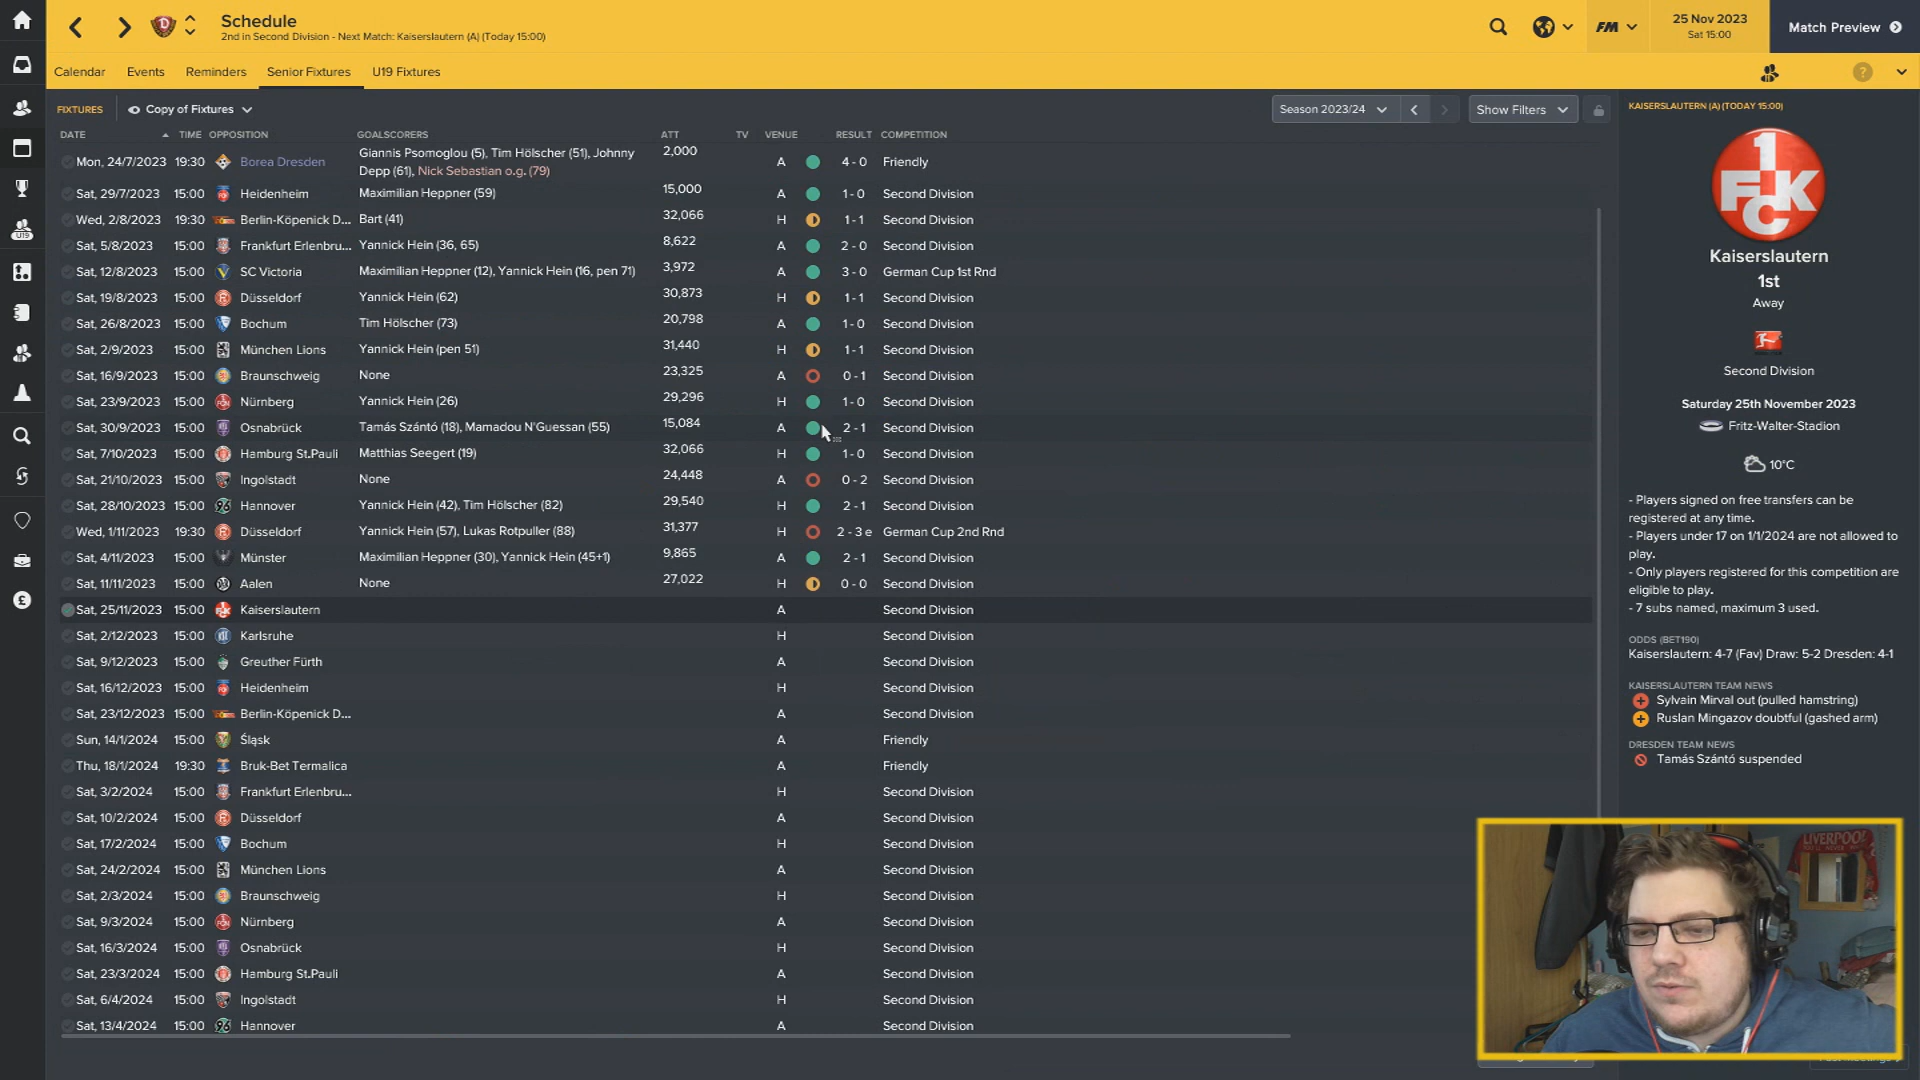 Schedule
2nd in Second Division - Next Match: Kaiserslautern (A) (Today 15:00)
FM
25 Nov 2023
Sat 15:00
Match Preview
Calendar Events Reminders Senior Fixtures U19 Fixtures
?
FIXTURES Copy of Fixtures Season 2023/24 Show Filters
DATE TIME OPPOSITION GOALSCORERS ATT TV VENUE RESULT COMPETITION
Mon, 24/7/2023 19:30 Borea Dresden Giannis Psomoglou (5), Tim Hölscher (51), Johnny Depp (61), Nick Sebastian o.g. (79) 2,000 A 4-0 Friendly
Sat, 29/7/2023 15:00 Heidenheim Maximilian Heppner (59) 15,000 A 1-0 Second Division
Wed, 2/8/2023 19:30 Berlin-Köpenick D... Bart (41) 32,066 H 1-1 Second Division
Sat, 5/8/2023 15:00 Frankfurt Erlenbru... Yannick Hein (36, 65) 8,622 A 2-0 Second Division
Sat, 12/8/2023 15:00 SC Victoria Maximilian Heppner (12), Yannick Hein (16, pen 71) 3,972 A 3-0 German Cup 1st Rnd
Sat, 19/8/2023 15:00 Düsseldorf Yannick Hein (62) 30,873 H 1-1 Second Division
Sat, 26/8/2023 15:00 Bochum Tim Hölscher (73) 20,798 A 1-0 Second Division
Sat, 2/9/2023 15:00 München Lions Yannick Hein (pen 51) 31,440 H 1-1 Second Division
Sat, 16/9/2023 15:00 Braunschweig None 23,325 A 0-1 Second Division
Sat, 23/9/2023 15:00 Nürnberg Yannick Hein (26) 29,296 H 1-0 Second Division
Sat, 30/9/2023 15:00 Osnabrück Tamás Szántó (18), Mamadou N'Guessan (55) 15,084 A 2-1 Second Division
Sat, 7/10/2023 15:00 Hamburg St.Pauli Matthias Seegert (19) 32,066 H 1-0 Second Division
Sat, 21/10/2023 15:00 Ingolstadt None 24,448 A 0-2 Second Division
Sat, 28/10/2023 15:00 Hannover Yannick Hein (42), Tim Hölscher (82) 29,540 H 2-1 Second Division
Wed, 1/11/2023 19:30 Düsseldorf Yannick Hein (57), Lukas Rotpuller (88) 31,377 H 2-3 e German Cup 2nd Rnd
Sat, 4/11/2023 15:00 Münster Maximilian Heppner (30), Yannick Hein (45+1) 9,865 A 2-1 Second Division
Sat, 11/11/2023 15:00 Aalen None 27,022 H 0-0 Second Division
Sat, 25/11/2023 15:00 Kaiserslautern A Second Division
Sat, 2/12/2023 15:00 Karlsruhe H Second Division
Sat, 9/12/2023 15:00 Greuther Fürth A Second Division
Sat, 16/12/2023 15:00 Heidenheim H Second Division
Sat, 23/12/2023 15:00 Berlin-Köpenick D... A Second Division
Sun, 14/1/2024 15:00 Śląsk A Friendly
Thu, 18/1/2024 19:30 Bruk-Bet Termalica A Friendly
Sat, 3/2/2024 15:00 Frankfurt Erlenbru... H Second Division
Sat, 10/2/2024 15:00 Düsseldorf A Second Division
Sat, 17/2/2024 15:00 Bochum H Second Division
Sat, 24/2/2024 15:00 München Lions A Second Division
Sat, 2/3/2024 15:00 Braunschweig H Second Division
Sat, 9/3/2024 15:00 Nürnberg A Second Division
Sat, 16/3/2024 15:00 Osnabrück H Second Division
Sat, 23/3/2024 15:00 Hamburg St.Pauli A Second Division
Sat, 6/4/2024 15:00 Ingolstadt H Second Division
Sat, 13/4/2024 15:00 Hannover A Second Division
KAISERSLAUTERN (A) (TODAY 15:00)
1
FCK
Kaiserslautern
1st
Away
Second Division
Saturday 25th November 2023
Fritz-Walter-Stadion
10°C
- Players signed on free transfers can be
registered at any time.
- Players under 17 on 1/1/2024 are not allowed to
play.
- Only players registered for this competition are
eligible to play.
- 7 subs named, maximum 3 used.
ODDS (BET190)
Kaiserslautern: 4-7 (Fav) Draw: 5-2 Dresden: 4-1
KAISERSLAUTERN TEAM NEWS
Sylvain Mirval out (pulled hamstring)
Ruslan Mingazov doubtful (gashed arm)
DRESDEN TEAM NEWS
Tamás Szántó suspended
U19
LIVERPOOL